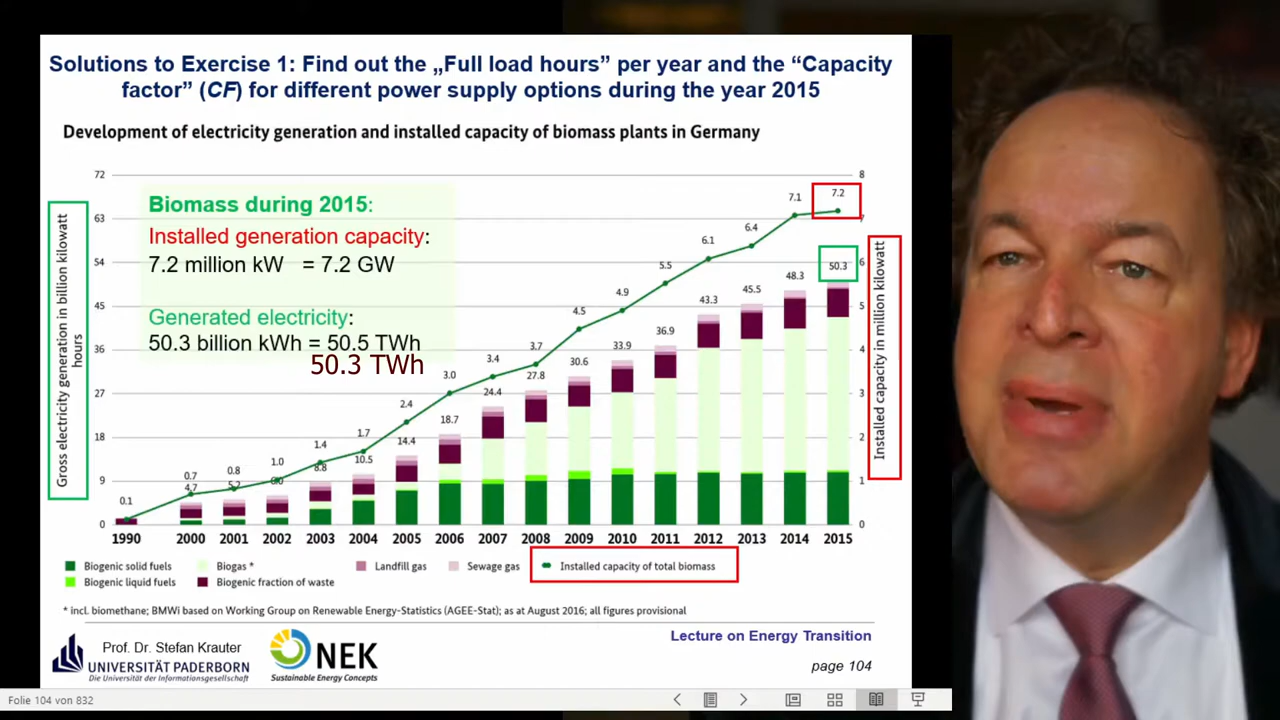 Solutions to Exercise 1: Find out the „Full load hours” per year and the “Capacity
factor” (CF) for different power supply options during the year 2015
Development of electricity generation and installed capacity of biomass plants in Germany
Gross electricity generation in billion kilowatt
hours
72
63
54
45
36
27
18
9
0
Biomass during 2015:
Installed generation capacity:
7.2 million kW = 7.2 GW
Generated electricity:
50.3 billion kWh = 50.5 TWh
50.3 TWh
0.1
0.7
0.8
1.0
1.4
1.7
2.4
3.0
3.4
3.7
4.5
4.9
5.5
6.1
6.4
7.1
7.2
4.7
5.2
6.0
8.8
10.5
14.4
18.7
24.4
27.8
30.6
33.9
36.9
43.3
45.5
48.3
50.3
8
7
6
5
4
3
2
1
0
Installed capacity in million kilowatt
1990 2000 2001 2002 2003 2004 2005 2006 2007 2008 2009 2010 2011 2012 2013 2014 2015
Biogenic solid fuels Biogas * Landfill gas Sewage gas Installed capacity of total biomass
Biogenic liquid fuels Biogenic fraction of waste
* incl. biomethane; BMWi based on Working Group on Renewable Energy-Statistics (AGEE-Stat); as at August 2016; all figures provisional
Prof. Dr. Stefan Krauter
UNIVERSITÄT PADERBORN
Die Universität der Informationsgesellschaft
NEK
Sustainable Energy Concepts
Lecture on Energy Transition
page 104
Folie 104 von 832